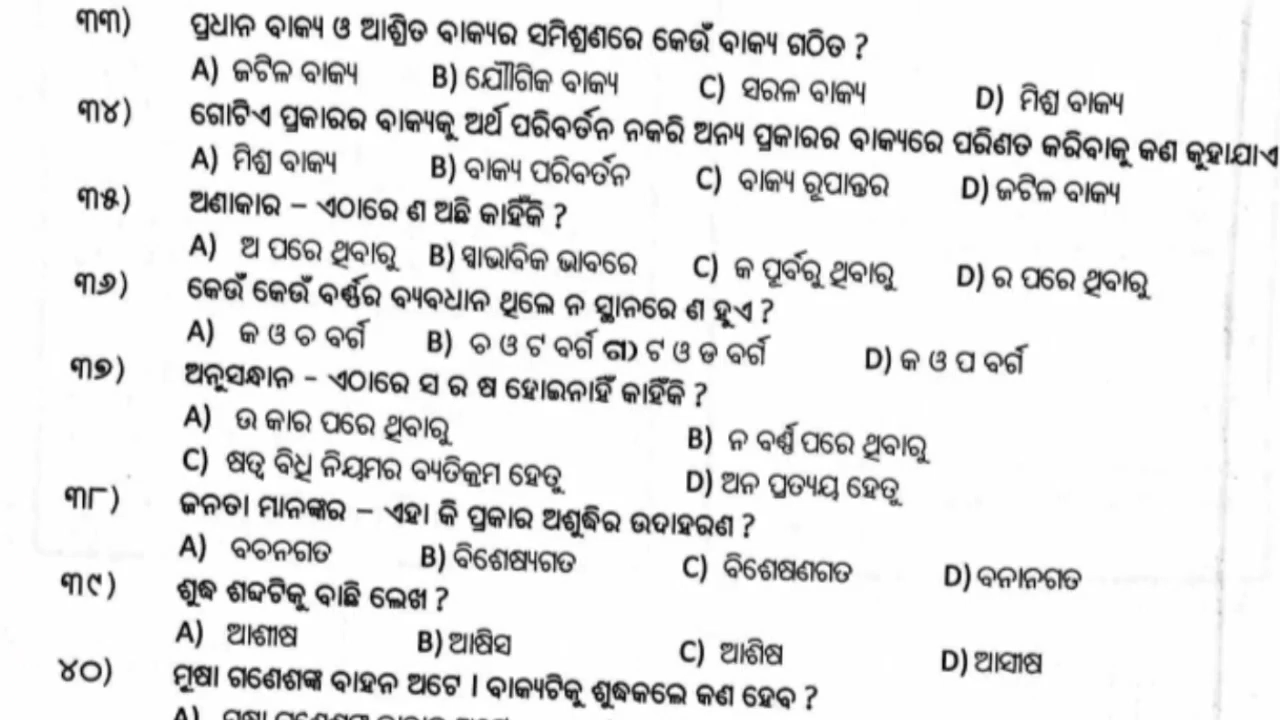 ୩୩) ପ୍ରଧାନ ବାକ୍ୟ ଓ ଆଶ୍ରିତ ବାକ୍ୟର ସମିଶ୍ରଣରେ କେଉଁ ବାକ୍ୟ ଗଠିତ ?
A) ଜଟିଳ ବାକ୍ୟ B) ଯୌଗିକ ବାକ୍ୟ C) ସରଳ ବାକ୍ୟ D) ମିଶ୍ର ବାକ୍ୟ
୩୪) ଗୋଟିଏ ପ୍ରକାରର ବାକ୍ୟକୁ ଅର୍ଥ ପରିବର୍ତନ ନକରି ଅନ୍ୟ ପ୍ରକାରର ବାକ୍ୟରେ ପରିଣତ କରିବାକୁ କଣ କୁହାଯାଏ
A) ମିଶ୍ର ବାକ୍ୟ B) ବାକ୍ୟ ପରିବର୍ତନ C) ବାକ୍ୟ ରୂପାନ୍ତର D) ଜଟିଳ ବାକ୍ୟ
୩୫) ଅଣାକାର – ଏଠାରେ ଣ ଅଛି କାହିଁକି ?
A) ଅ ପରେ ଥିବାରୁ B) ସ୍ୱାଭାବିକ ଭାବରେ C) କ ପୂର୍ବରୁ ଥିବାରୁ D) ର ପରେ ଥିବାରୁ
୩୬) କେଉଁ କେଉଁ ବର୍ଣ୍ଣର ବ୍ୟବଧାନ ଥିଲେ ନ ସ୍ଥାନରେ ଣ ହୁଏ ?
A) କ ଓ ଚ ବର୍ଗ B) ଚ ଓ ଟ ବର୍ଗ ଗ) ଟ ଓ ଡ ବର୍ଗ D) କ ଓ ପ ବର୍ଗ
୩୭) ଅନୁସନ୍ଧାନ – ଏଠାରେ ସ ର ଷ ହୋଇନାହିଁ କାହିଁକି ?
A) ଉ କାର ପରେ ଥିବାରୁ B) ନ ବର୍ଣ୍ଣ ପରେ ଥିବାରୁ
C) ଷତ୍ୱ ବିଧି ନିୟମର ବ୍ୟତିକ୍ରମ ହେତୁ D) ଅନ ପ୍ରତ୍ୟୟ ହେତୁ
୩୮) ଜନତା ମାନଙ୍କର – ଏହା କି ପ୍ରକାର ଅଶୁଦ୍ଧିର ଉଦାହରଣ ?
A) ବଚନଗତ B) ବିଶେଷ୍ୟଗତ C) ବିଶେଷଣଗତ D) ବନାନଗତ
୩୯) ଶୁଦ୍ଧ ଶବ୍ଦଟିକୁ ବାଛି ଲେଖ ?
A) ଆଶୀଷ B) ଆଷିସ C) ଆଶିଷ D) ଆସୀଷ
୪୦) ମୂଷା ଗଣେଶଙ୍କ ବାହନ ଅଟେ । ବାକ୍ୟଟିକୁ ଶୁଦ୍ଧକଲେ କଣ ହେବ ?
A)